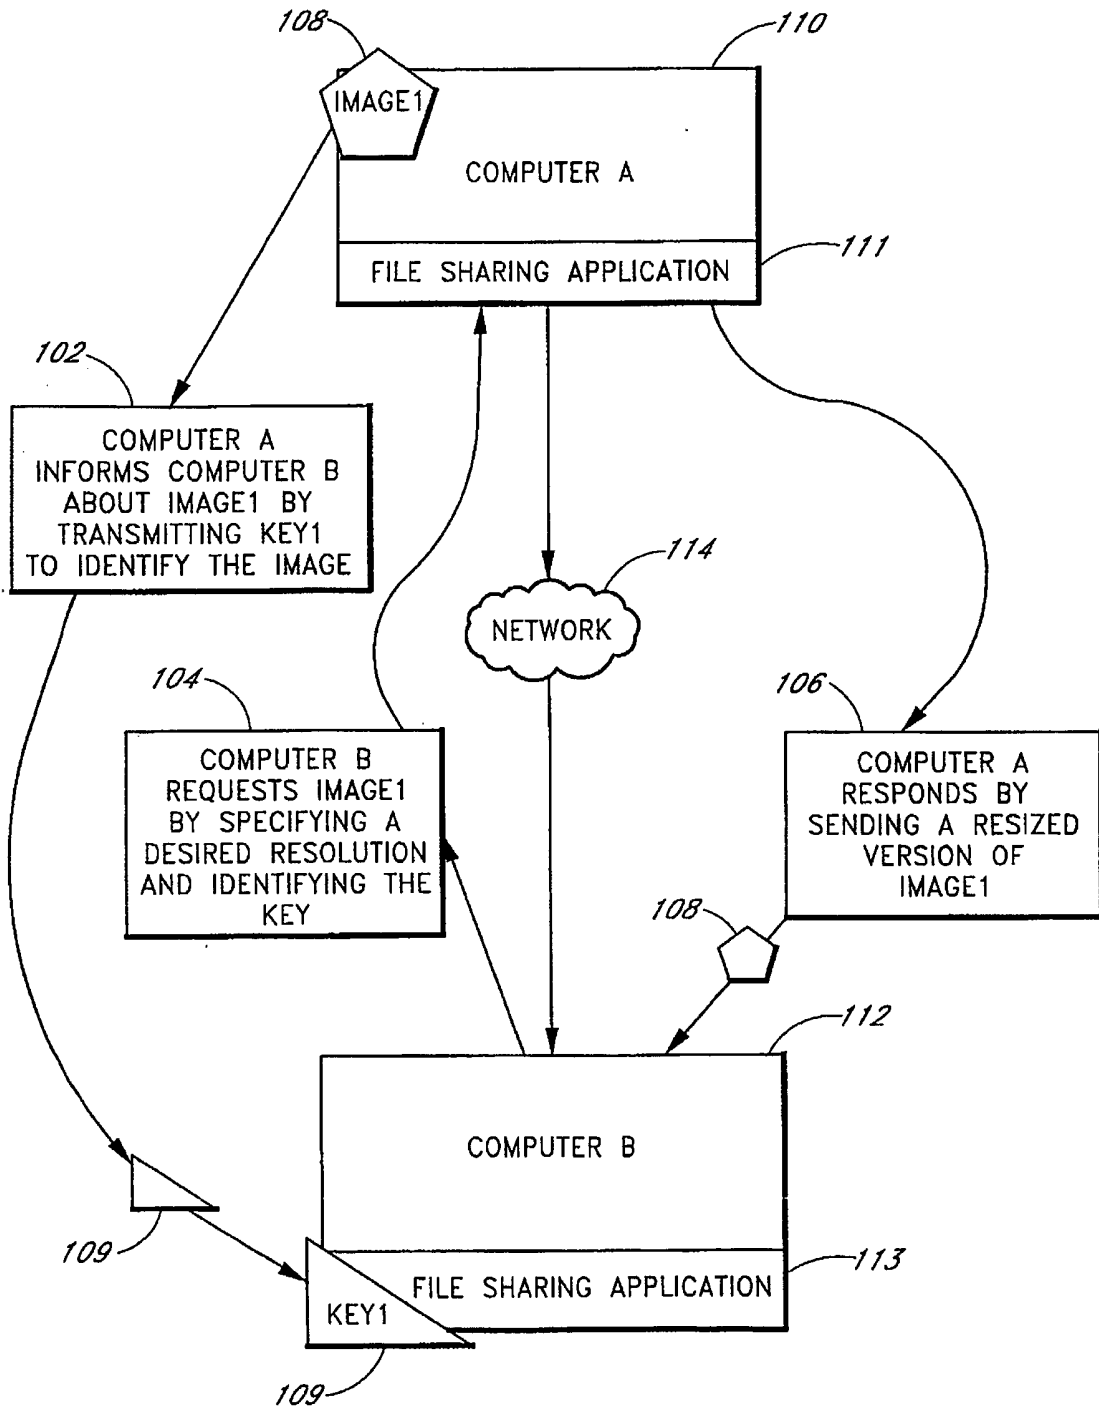 108
110
IMAGE1
COMPUTER A
111
FILE SHARING APPLICATION
102
COMPUTER A
INFORMS COMPUTER B
ABOUT IMAGE1 BY
TRANSMITTING KEY1
TO IDENTIFY THE IMAGE
114
NETWORK
104
COMPUTER B
REQUESTS IMAGE1
BY SPECIFYING A
DESIRED RESOLUTION
AND IDENTIFYING THE
KEY
106
COMPUTER A
RESPONDS BY
SENDING A RESIZED
VERSION OF
IMAGE1
108
112
COMPUTER B
109
113
FILE SHARING APPLICATION
KEY1
109